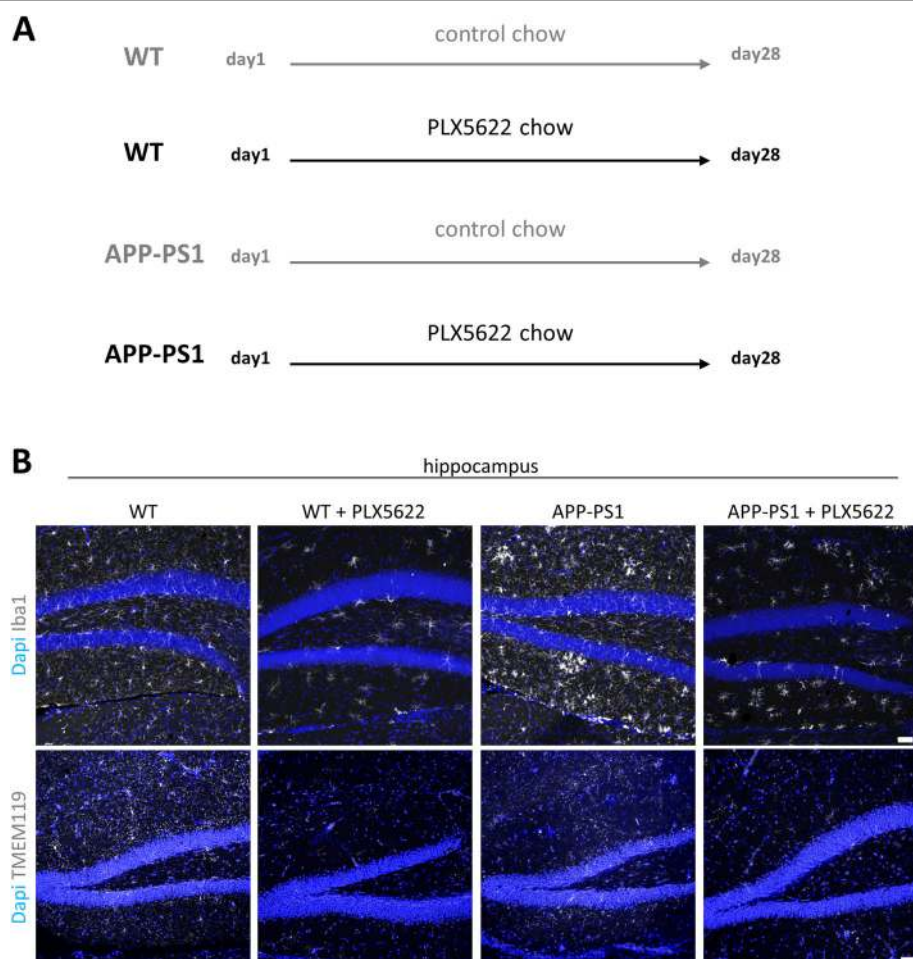 A
WT day1 control chow day28
WT day1 PLX5622 chow day28
APP-PS1 day1 control chow day28
APP-PS1 day1 PLX5622 chow day28
B
hippocampus
WT WT + PLX5622 APP-PS1 APP-PS1 + PLX5622
Dapi Iba1
Dapi TMEM119